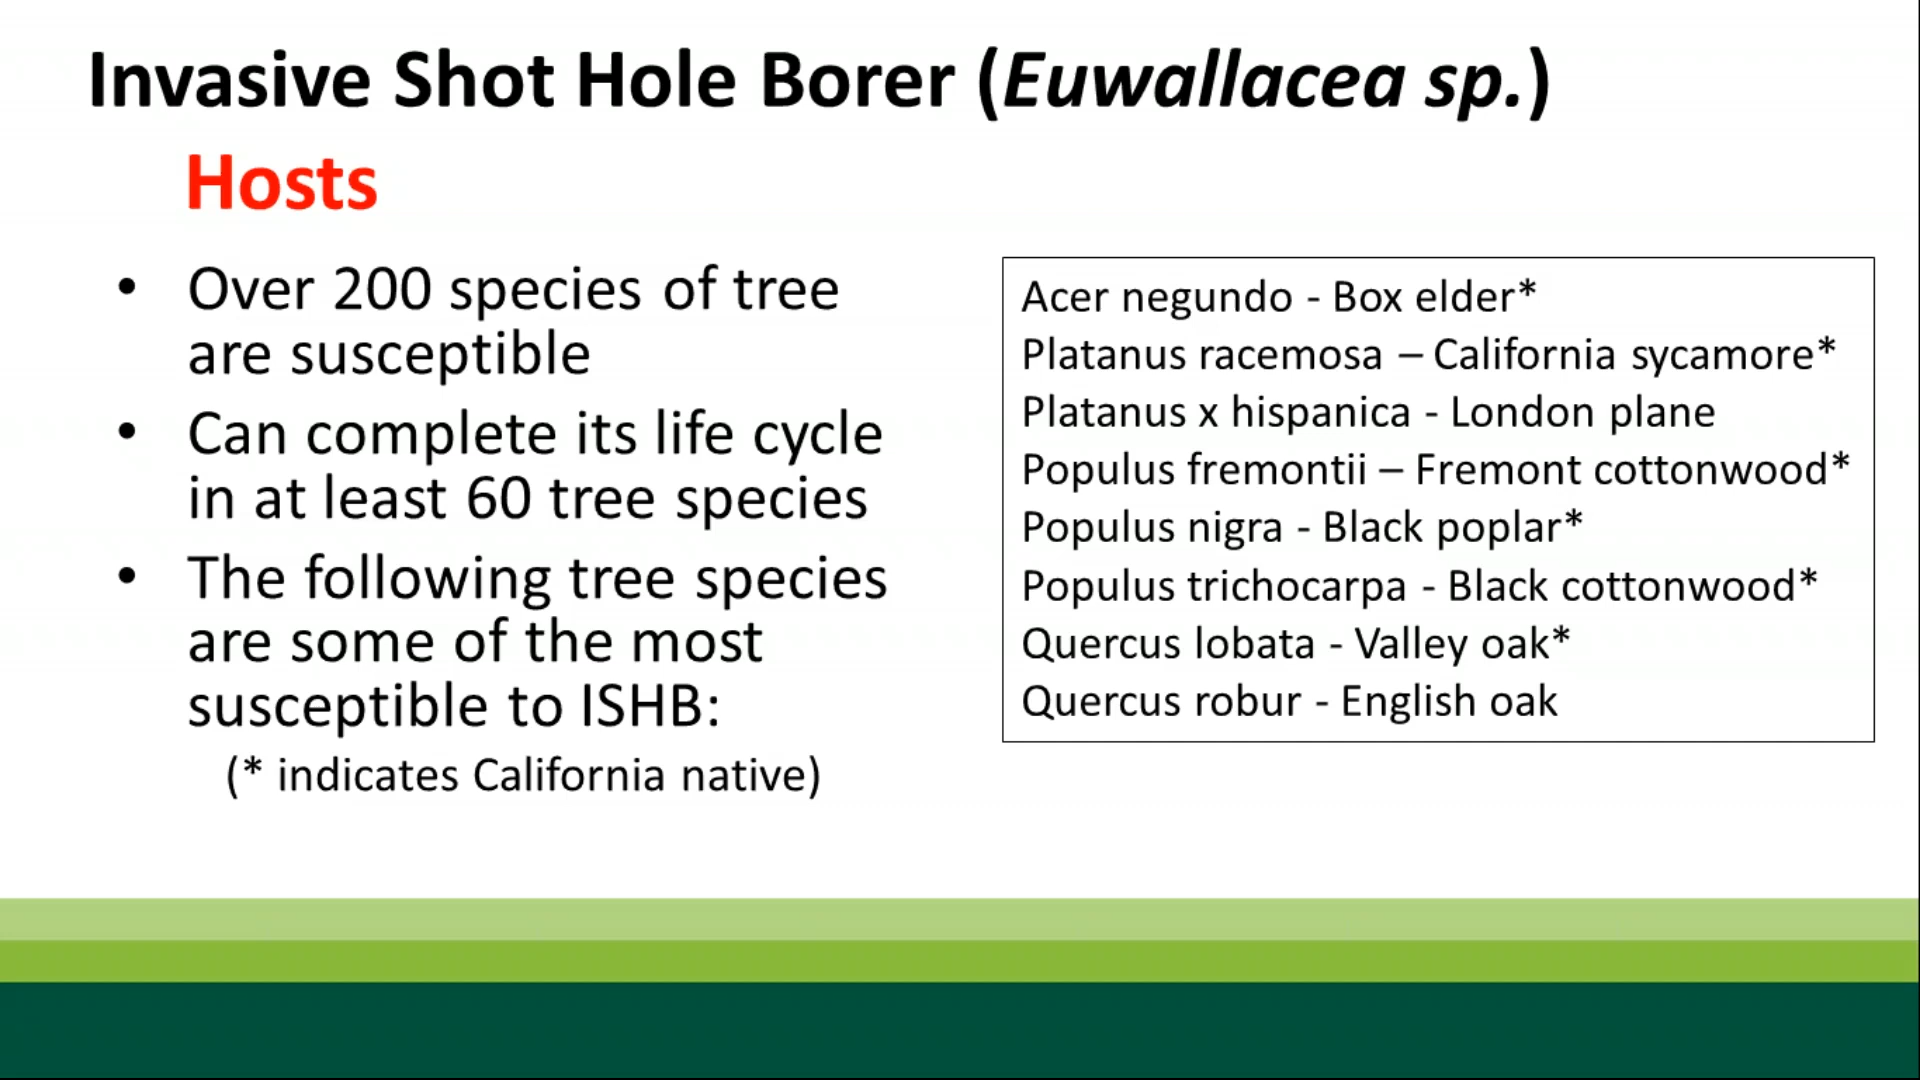 Invasive Shot Hole Borer (Euwallacea sp.)
Hosts
• Over 200 species of tree
are susceptible
• Can complete its life cycle
in at least 60 tree species
• The following tree species
are some of the most
susceptible to ISHB:
(* indicates California native)
Acer negundo - Box elder*
Platanus racemosa – California sycamore*
Platanus x hispanica - London plane
Populus fremontii – Fremont cottonwood*
Populus nigra - Black poplar*
Populus trichocarpa - Black cottonwood*
Quercus lobata - Valley oak*
Quercus robur - English oak